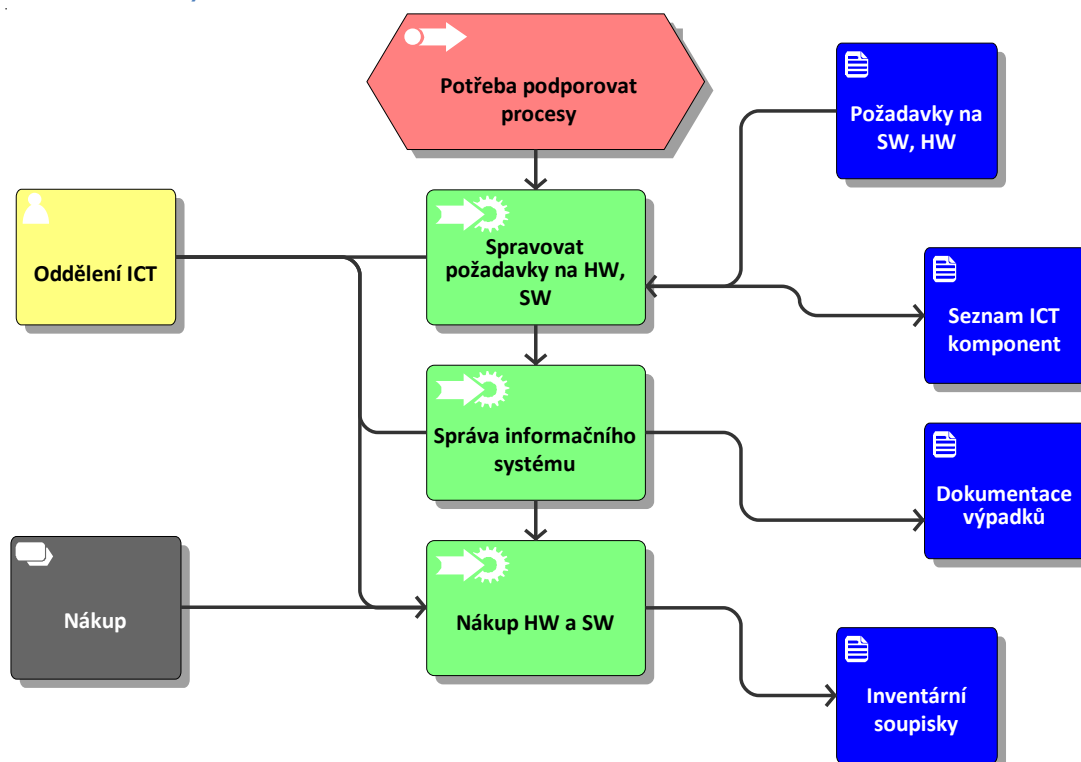 Potřeba podporovat
procesy
Požadavky na
SW, HW
Oddělení ICT
Spravovat
požadavky na HW,
SW
Seznam ICT
komponent
Správa informačního
systému
Dokumentace
výpadků
Nákup
Nákup HW a SW
Inventární
soupisky